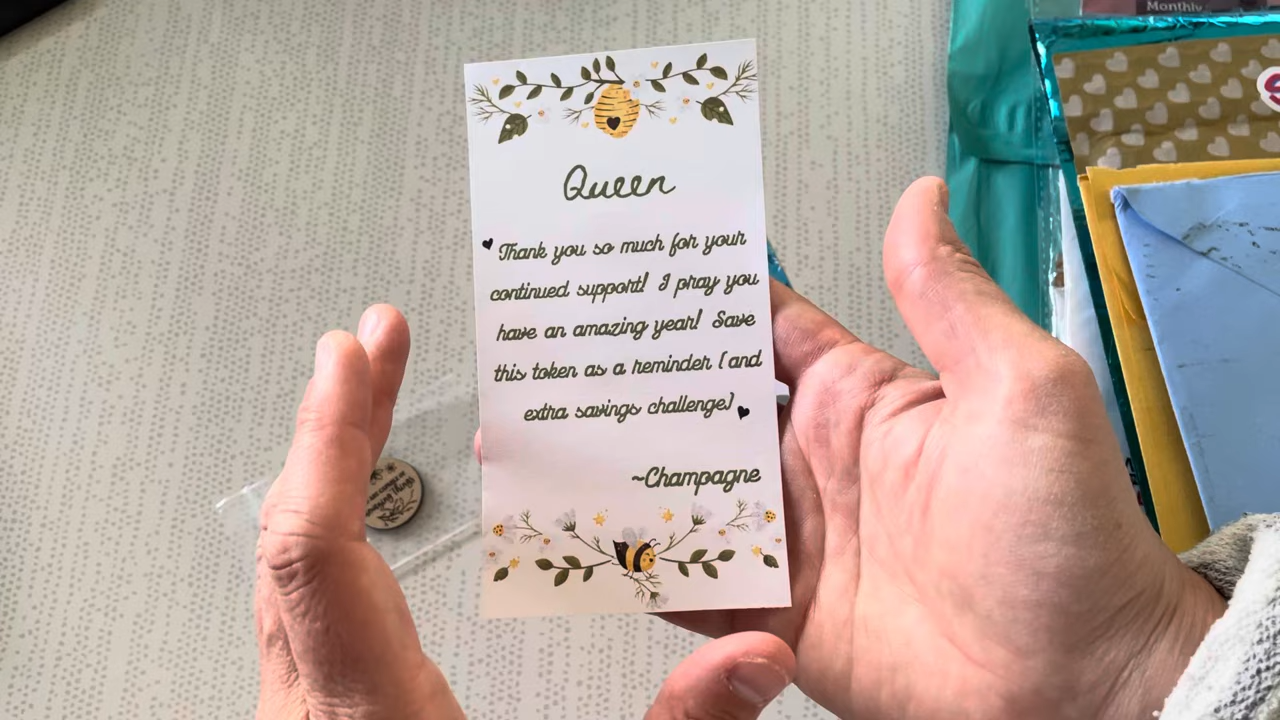 Monthly
Queen
Thank you so much for your
continued support! I pray you
have an amazing year! Save
this token as a reminder (and
extra savings challenge)
~Champagne